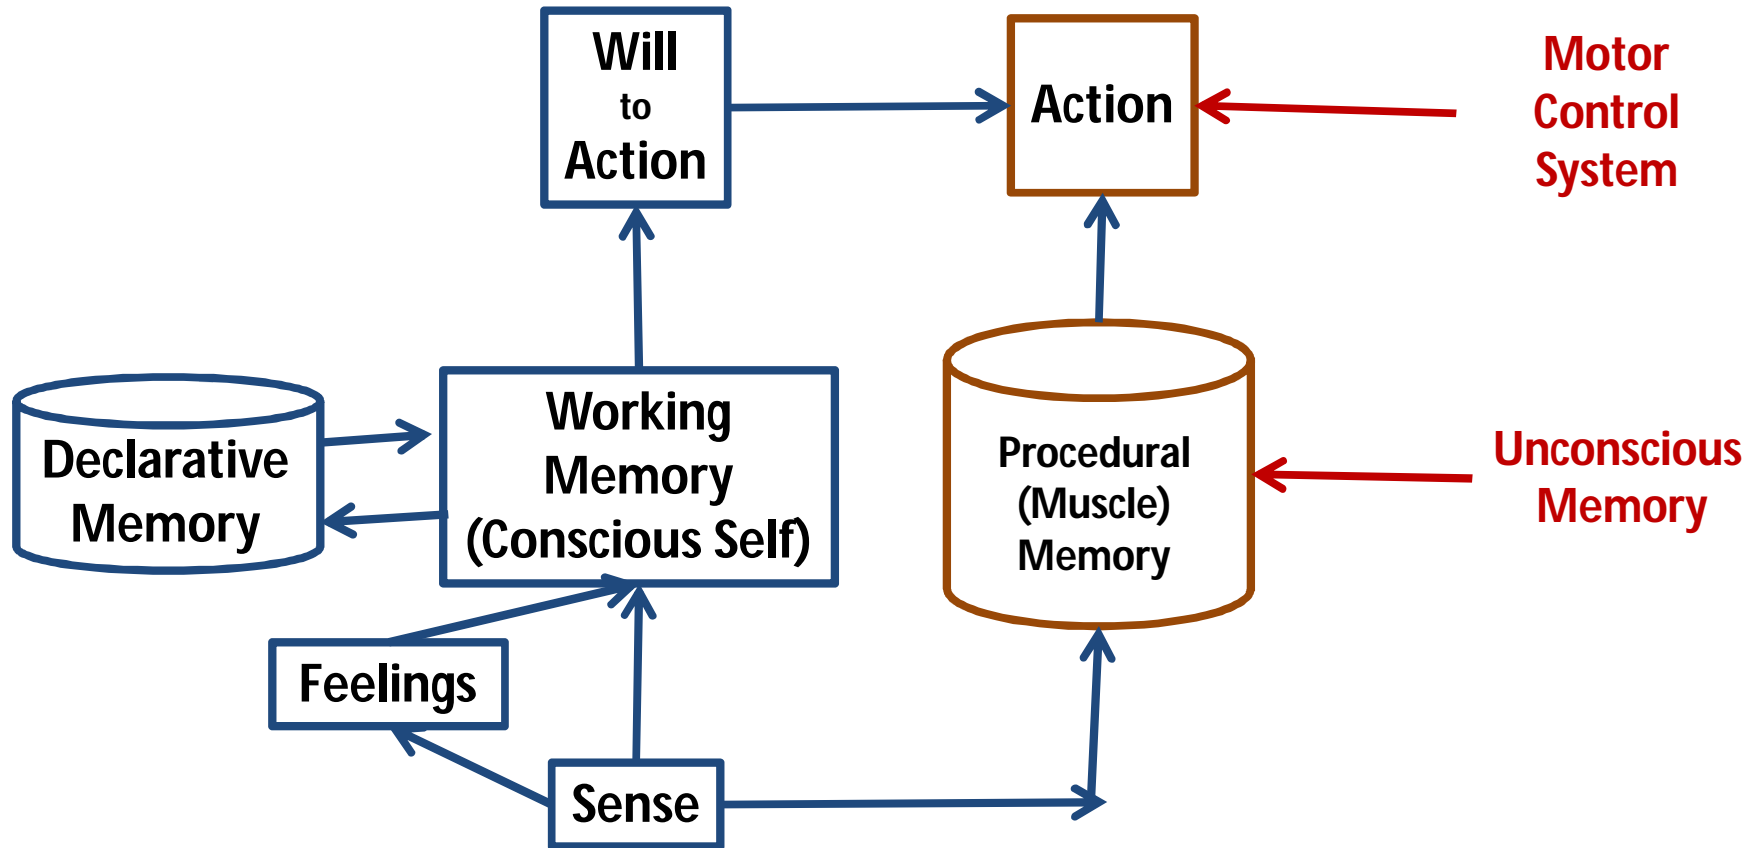 Will
to
Action
Action
Motor
Control
System
Declarative
Memory
Working
Memory
(Conscious Self)
Procedural
(Muscle)
Memory
Unconscious
Memory
Feelings
Sense